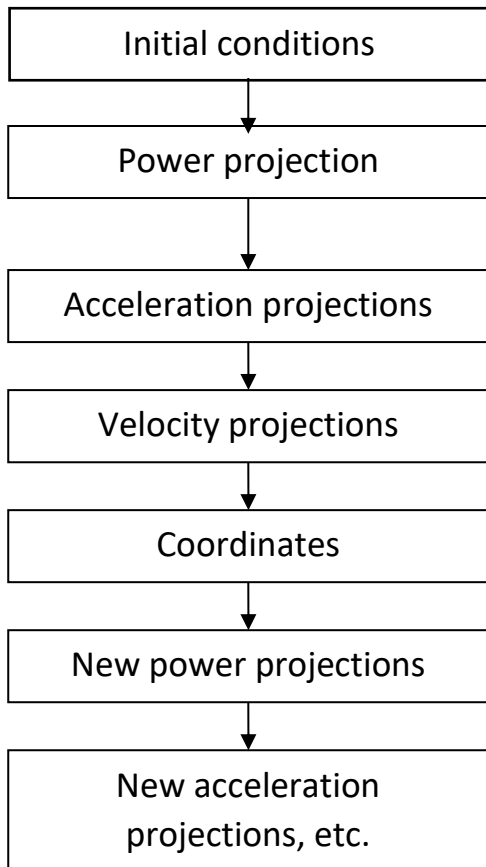 Initial conditions
Power projection
Acceleration projections
Velocity projections
Coordinates
New power projections
New acceleration
projections, etc.